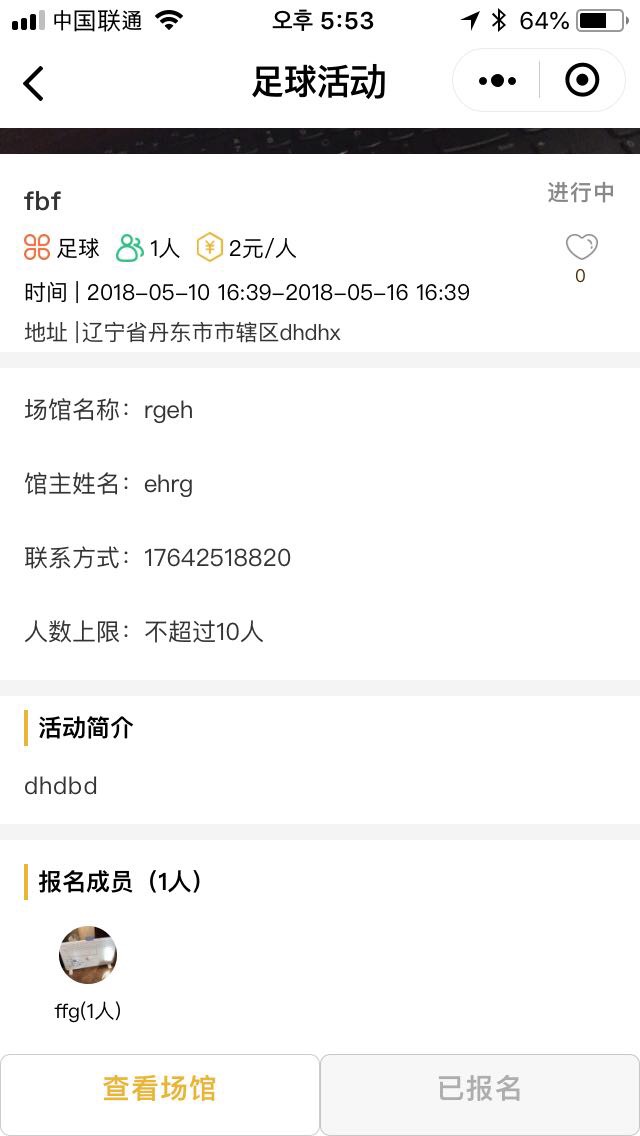 中国联通 오후 5:53 64%
足球活动
fbf
进行中
足球 1人 2元/人
0
时间 | 2018-05-10 16:39-2018-05-16 16:39
地址 |辽宁省丹东市市辖区dhdhx
场馆名称：rgeh
馆主姓名：ehrg
联系方式：17642518820
人数上限：不超过10人
活动简介
dhdbd
报名成员（1人）
ffg(1人)
查看场馆 已报名